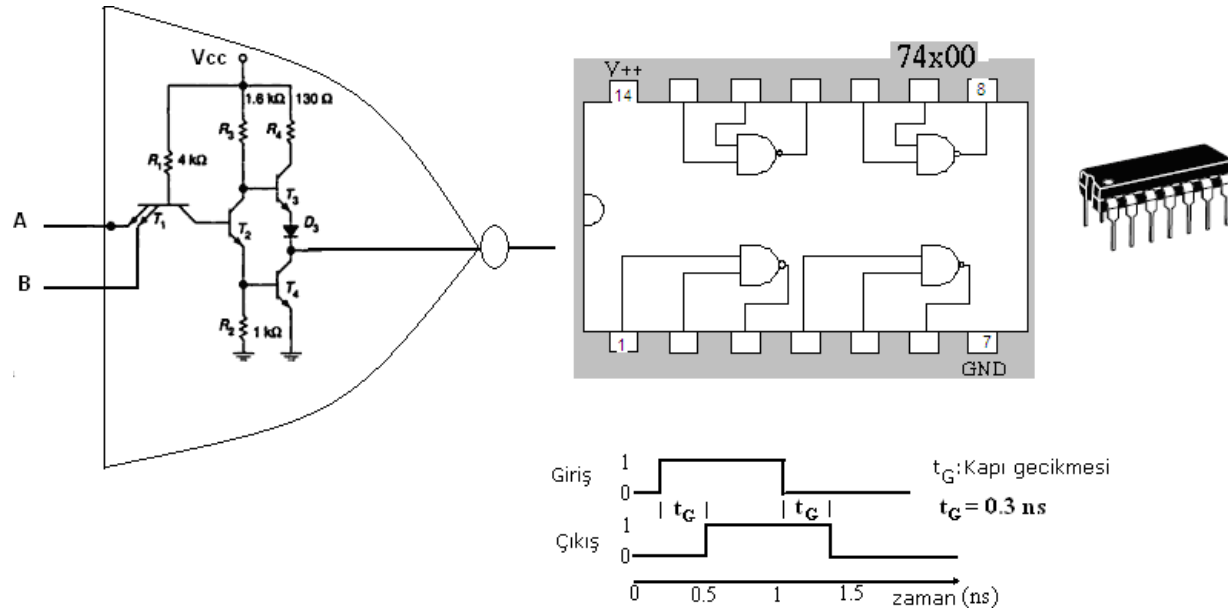 Vcc
1.6 kΩ 130 Ω
R3 R4
R1 4 kΩ
T3
A T1 T2 D3
B T4
R2 1 kΩ
74x00
V++
14 8
1 7
GND
Giriş 1 0
tG tG
Çıkış 1 0
0 0.5 1 1.5 zaman (ns)
tG:Kapı gecikmesi
tG = 0.3 ns